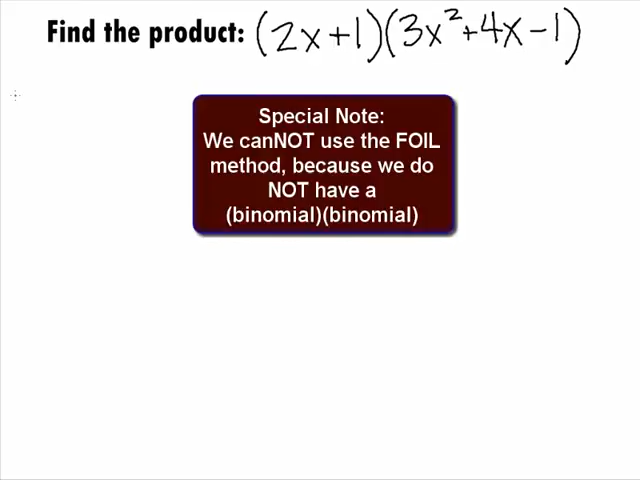 Find the product: (2x+1)(3x²+4x-1)
Special Note:
We canNOT use the FOIL
method, because we do
NOT have a
(binomial)(binomial)